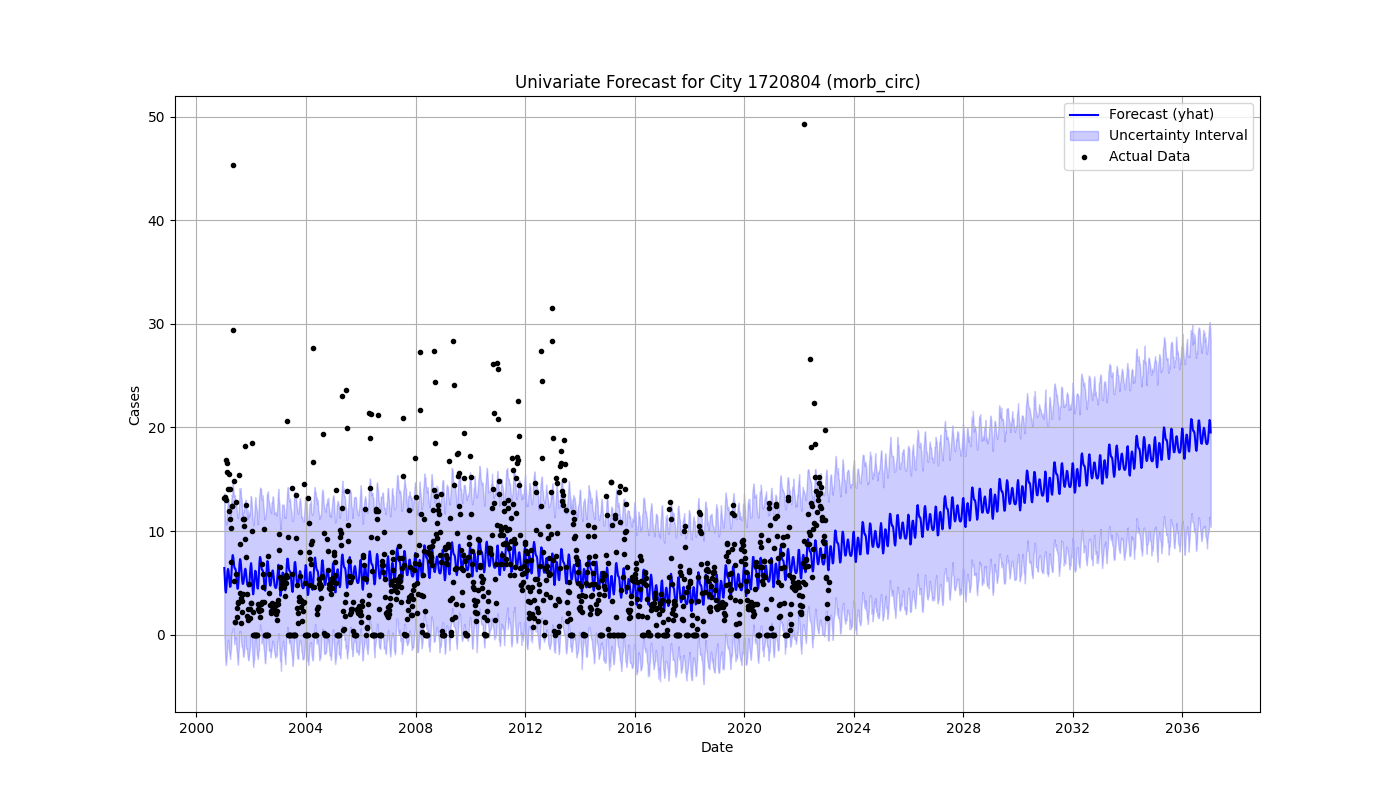 Univariate Forecast for City 1720804 (morb_circ)
Forecast (yhat)
Uncertainty Interval
Actual Data
50
40
30
20
10
0
Cases
2000 2004 2008 2012 2016 2020 2024 2028 2032 2036
Date